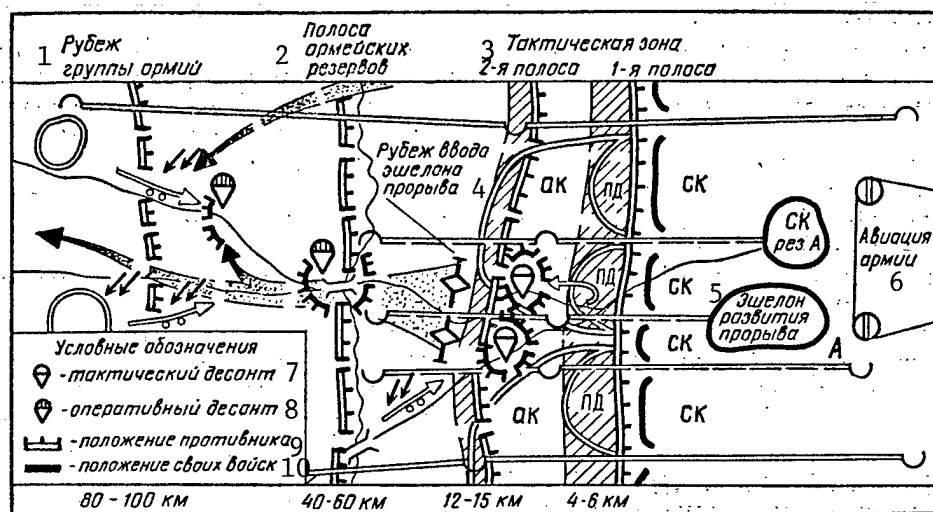 1 Рубеж
группы армий
2 Полоса
армейских
резервов
3 Тактическая зона
2-я полоса 1-я полоса
Рубеж ввода
эшелона
прорыва 4
ак
пд
ск
ск
рез А
Авиация
армии
6
пд
ск
5 Эшелон
развития
прорыва
ск
А
ак
пд
ск
Условные обозначения
-тактический десант 7
-оперативный десант 8
-положение противника 9
-положение своих войск 10
80-100 км
40-60 км
12-15 км
4-6 км